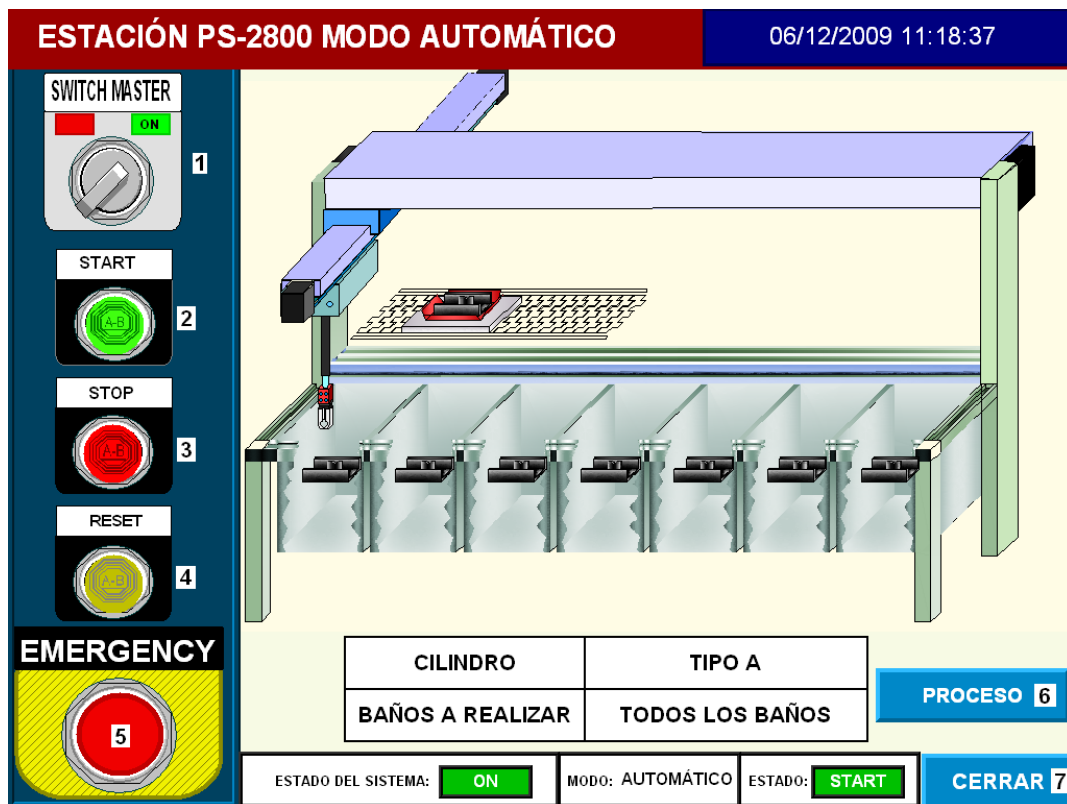 ESTACIÓN PS-2800 MODO AUTOMÁTICO
06/12/2009 11:18:37
SWITCH MASTER
ON
1
START
A-B
2
STOP
A-B
3
RESET
A-B
4
EMERGENCY
5
CILINDRO TIPO A
BAÑOS A REALIZAR TODOS LOS BAÑOS
PROCESO 6
ESTADO DEL SISTEMA: ON MODO: AUTOMÁTICO ESTADO: START
CERRAR 7